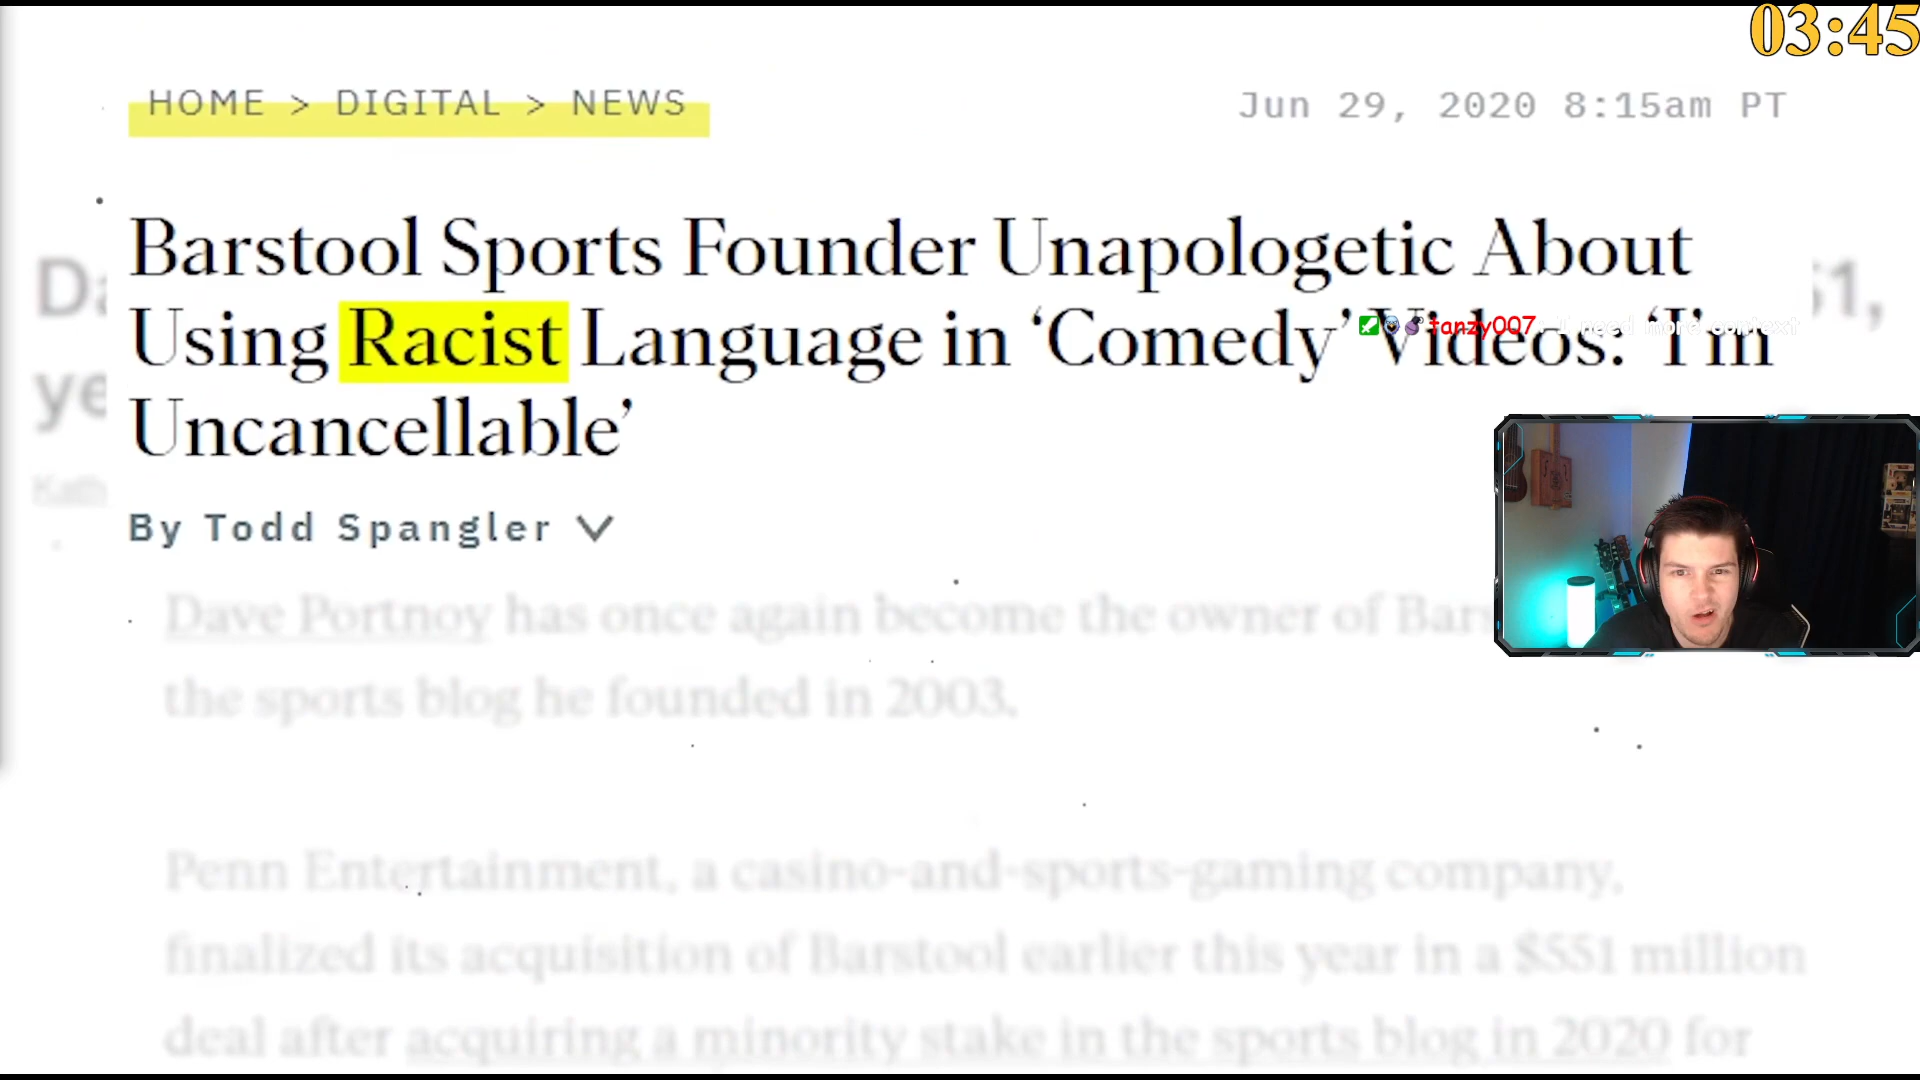 03:45
HOME > DIGITAL > NEWS
Jun 29, 2020 8:15am PT
Barstool Sports Founder Unapologetic About
Using Racist Language in ‘Comedy’ Videos: ‘I’m
Uncancellable’
tanzy007: I need more context
By Todd Spangler
Dave Portnoy has once again become the owner of
the sports blog he founded in 2003.
Penn Entertainment, a casino-and-sports-gaming company,
finalized its acquisition of Barstool earlier this year in a $551 million
deal after acquiring a minority stake in the sports blog in 2020 for